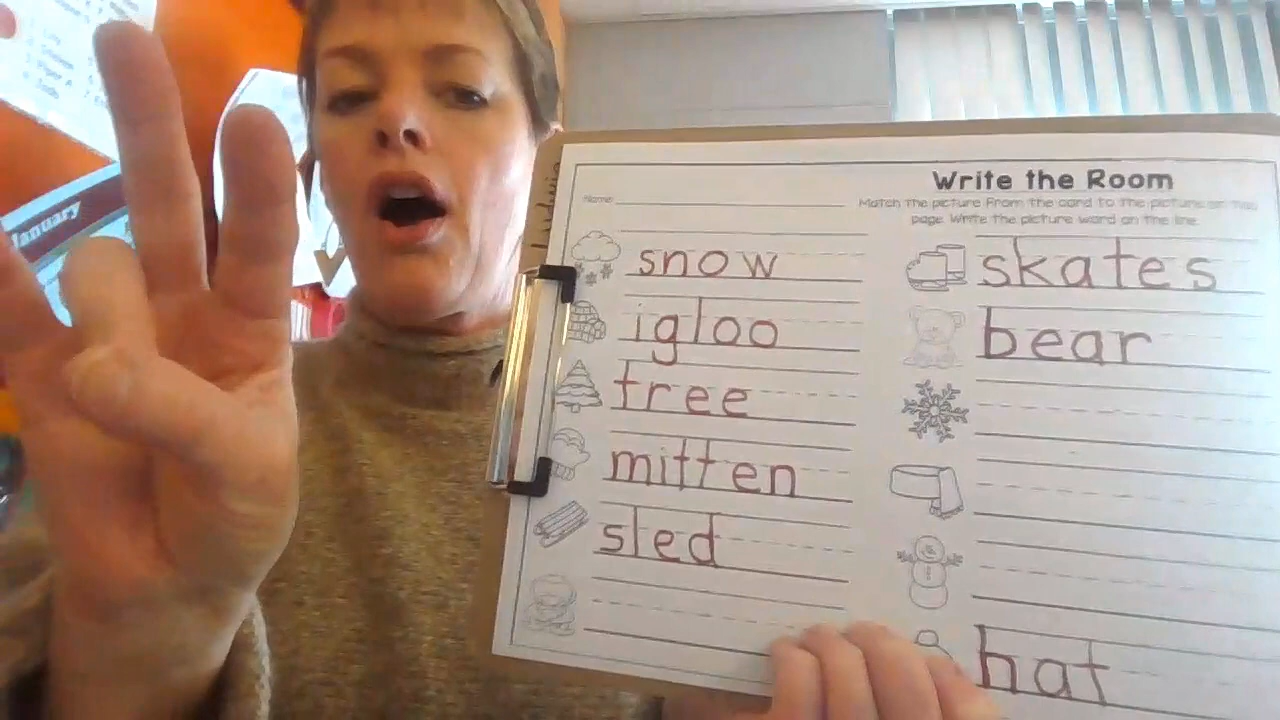 January
Name:
Write the Room
Match the picture from the card to the picture on this
page. Write the picture word on the line.
snow
igloo
tree
mitten
sled
skates
bear
hat